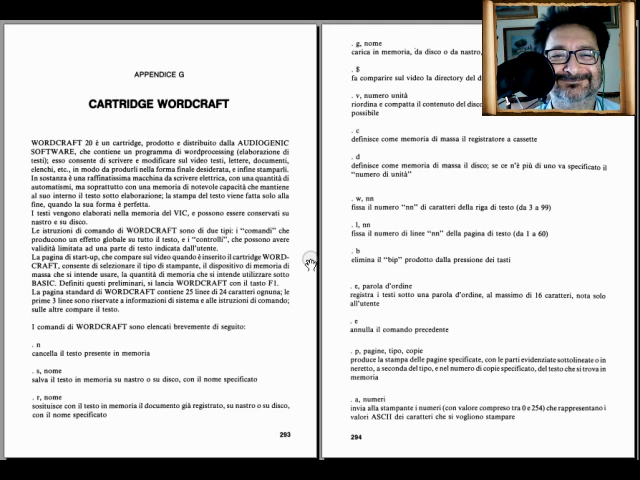 APPENDICE G
CARTRIDGE WORDCRAFT
WORDCRAFT 20 è un cartridge, prodotto e distribuito dalla AUDIOGENIC
SOFTWARE, che contiene un programma di wordprocessing (elaborazione di
testi); esso consente di scrivere e modificare sul video testi, lettere, documenti,
elenchi, etc., in modo da produrli nella forma finale desiderata, e infine stamparli.
In sostanza è una raffinatissima macchina da scrivere elettrica, con una quantità di
automatismi, ma soprattutto con una memoria di notevole capacità che mantiene
al suo interno il testo sotto elaborazione; la stampa del testo viene fatta solo alla
fine, quando la sua forma è perfetta.
I testi vengono elaborati nella memoria del VIC, e possono essere conservati su
nastro e su disco.
Le istruzioni di comando di WORDCRAFT sono di due tipi: i "comandi" che
producono un effetto globale su tutto il testo, e i "controlli", che possono avere
validità limitata ad una parte di testo indicata dall'utente.
La pagina di start-up, che compare sul video quando è inserito il cartridge WORD-
CRAFT, consente di selezionare il tipo di stampante, il dispositivo di memoria di
massa che si intende usare, la quantità di memoria che si intende utilizzare sotto
BASIC. Definiti questi preliminari, si lancia WORDCRAFT con il tasto F1.
La pagina standard di WORDCRAFT contiene 25 linee di 24 caratteri ognuna; le
prime 3 linee sono riservate a informazioni di sistema e alle istruzioni di comando;
sulle altre compare il testo.
I comandi di WORDCRAFT sono elencati brevemente di seguito:
. n
cancella il testo presente in memoria
. s, nome
salva il testo in memoria su nastro o su disco, con il nome specificato
. r, nome
sosituisce con il testo in memoria il documento già registrato, su nastro o su disco,
con il nome specificato
293
. g, nome
carica in memoria, da disco o da nastro,
. $
fa comparire sul video la directory del d
. v, numero unità
riordina e compatta il contenuto del disco
possibile
. c
definisce come memoria di massa il registratore a cassette
. d
definisce come memoria di massa il disco; se ce n'è più di uno va specificato il
"numero di unità"
. w, nn
fissa il numero "nn" di caratteri della riga di testo (da 3 a 99)
. l, nn
fissa il numero di linee "nn" della pagina di testo (da 1 a 60)
. b
elimina il "bip" prodotto dalla pressione dei tasti
. e, parola d'ordine
registra i testi sotto una parola d'ordine, al massimo di 16 caratteri, nota solo
all'utente
. e
annulla il comando precedente
. p, pagine, tipo, copie
produce la stampa delle pagine specificate, con le parti evidenziate sottolineate o in
neretto, a seconda del tipo, e nel numero di copie specificato, del testo che si trova in
memoria
. a, numeri
invia alla stampante i numeri (con valore compreso tra 0 e 254) che rappresentano i
valori ASCII dei caratteri che si vogliono stampare
294